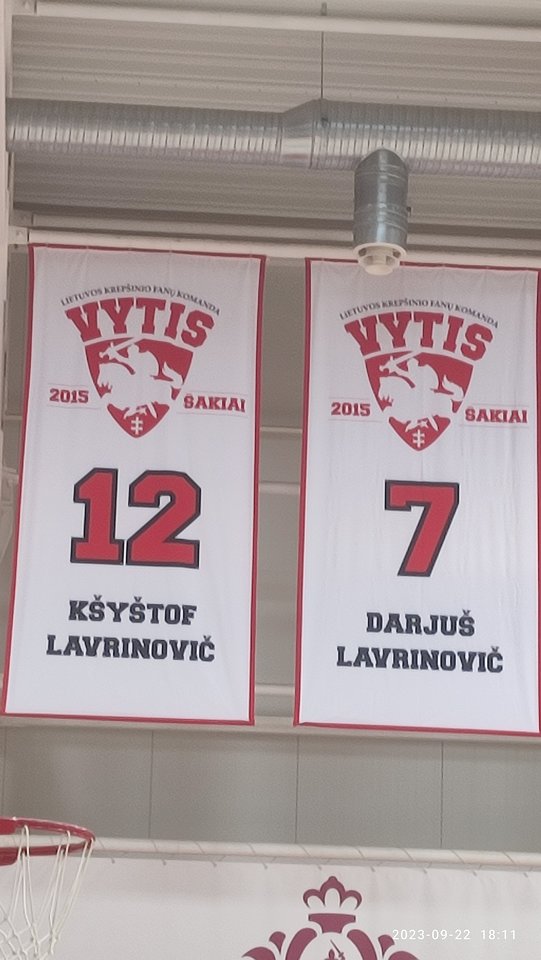 LIETUVOS KREPŠINIO FANŲ KOMANDA
VYTIS
2015 ŠAKIAI
12
KŠYŠTOF
LAVRINOVIČ
LIETUVOS KREPŠINIO FANŲ KOMANDA
VYTIS
2015 ŠAKIAI
7
DARJUŠ
LAVRINOVIČ
2023-09-22 18:11